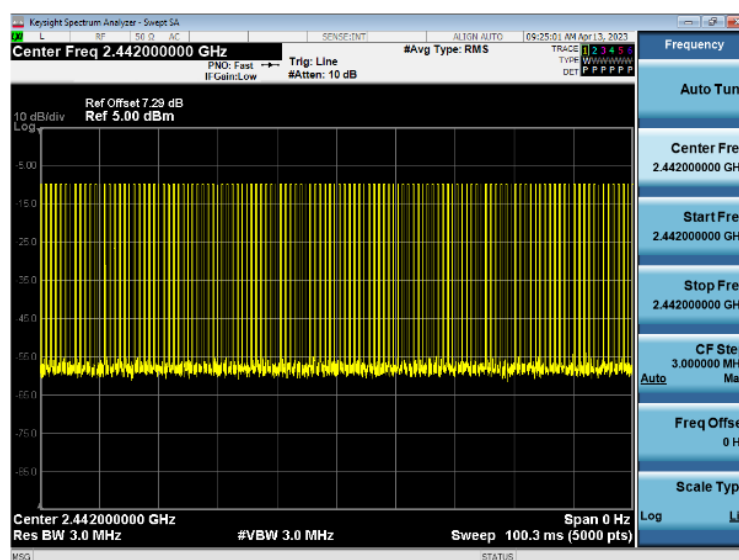 Keysight Spectrum Analyzer - Swept SA
L RF 50 Ω AC SENSE:INT ALIGN AUTO 09:25:01 AM Apr 13, 2023
Center Freq 2.442000000 GHz
#Avg Type: RMS
TRACE 1 2 3 4 5 6
PNO: Fast
IFGain:Low
Trig: Line
#Atten: 10 dB
TYPE WWWWWW
DET P P P P P P
Ref Offset 7.29 dB
10 dB/div Ref 5.00 dBm
Log
-5.00
-15.0
-25.0
-35.0
-45.0
-55.0
-65.0
-75.0
-85.0
Center 2.442000000 GHz Span 0 Hz
Res BW 3.0 MHz #VBW 3.0 MHz Sweep 100.3 ms (5000 pts)
MSG STATUS
Frequency
Auto Tun
Center Fre
2.442000000 GH
Start Fre
2.442000000 GH
Stop Fre
2.442000000 GH
CF Ste
3.000000 MH
Auto Ma
Freq Offse
0 H
Scale Typ
Log Li